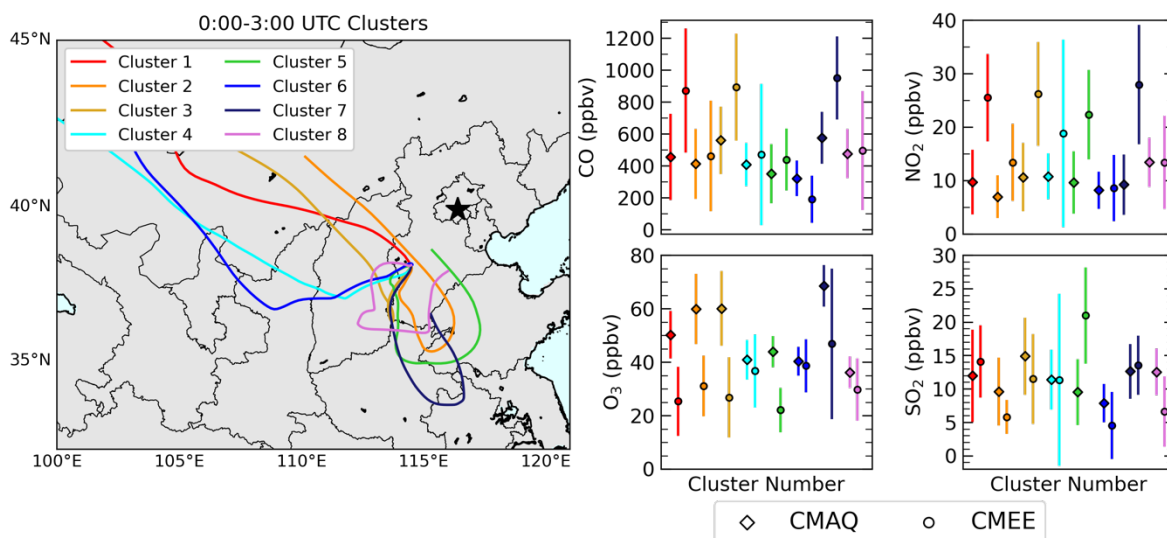 0:00-3:00 UTC Clusters
45°N
40°N
35°N
100°E
105°E
110°E
115°E
120°E
Cluster 1
Cluster 2
Cluster 3
Cluster 4
Cluster 5
Cluster 6
Cluster 7
Cluster 8
CO (ppbv)
1200
1000
800
600
400
200
0
NO₂ (ppbv)
40
30
20
10
0
O₃ (ppbv)
80
60
40
20
0
Cluster Number
SO₂ (ppbv)
30
25
20
15
10
5
0
Cluster Number
CMAQ
CMEE